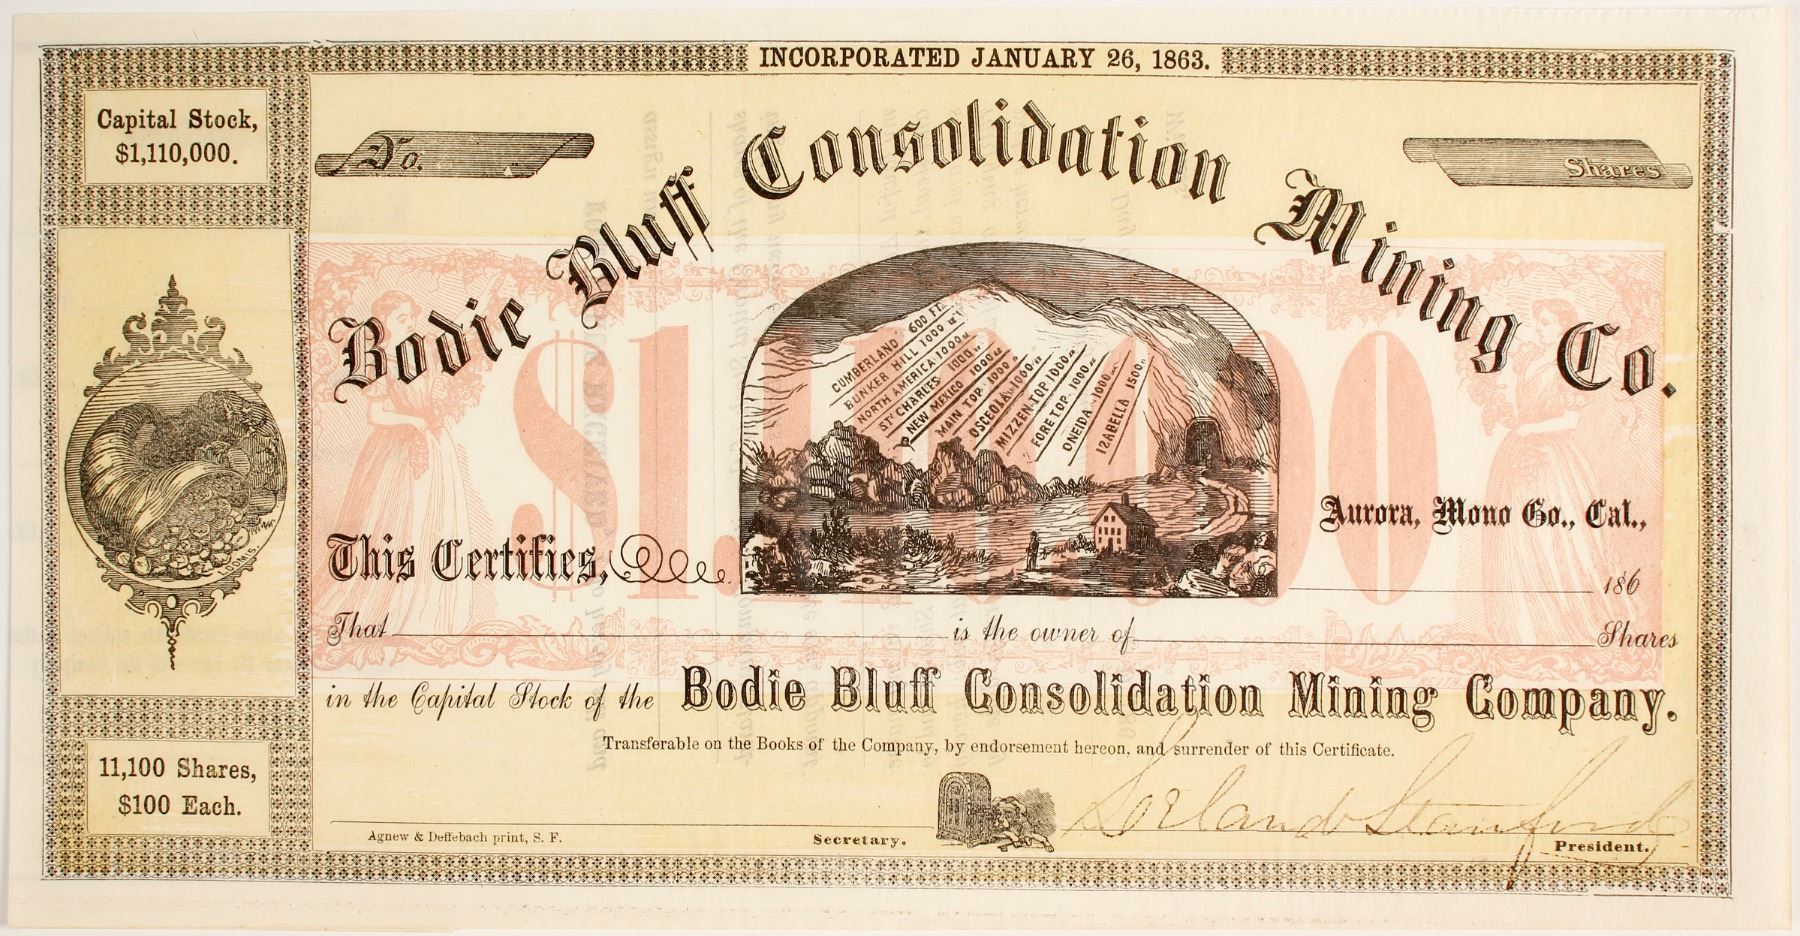 INCORPORATED JANUARY 26, 1863.
Capital Stock,
$1,110,000.
No.
Shares
Bodie Bluff Consolidation Mining Co.
$1,110,000
CUMBERLAND 600 FT.
BUNKER HILL 1000 "
NORTH AMERICA 1000 "
ST. CHARLES 1000 "
NEW MEXICO 1000 "
MAIN TOP 1000 "
OSCEOLA 1000 "
MIZZEN TOP 1000 "
FORE TOP 1000 "
ONEIDA 1000 "
IZABELLA 1500 "
Aurora, Mono Co., Cal.,
This Certifies,
186
That is the owner of Shares
in the Capital Stock of the Bodie Bluff Consolidation Mining Company.
Transferable on the Books of the Company, by endorsement hereon, and surrender of this Certificate.
11,100 Shares,
$100 Each.
Leland Stanford
Agnew & Deffebach print, S. F.
Secretary.
President.